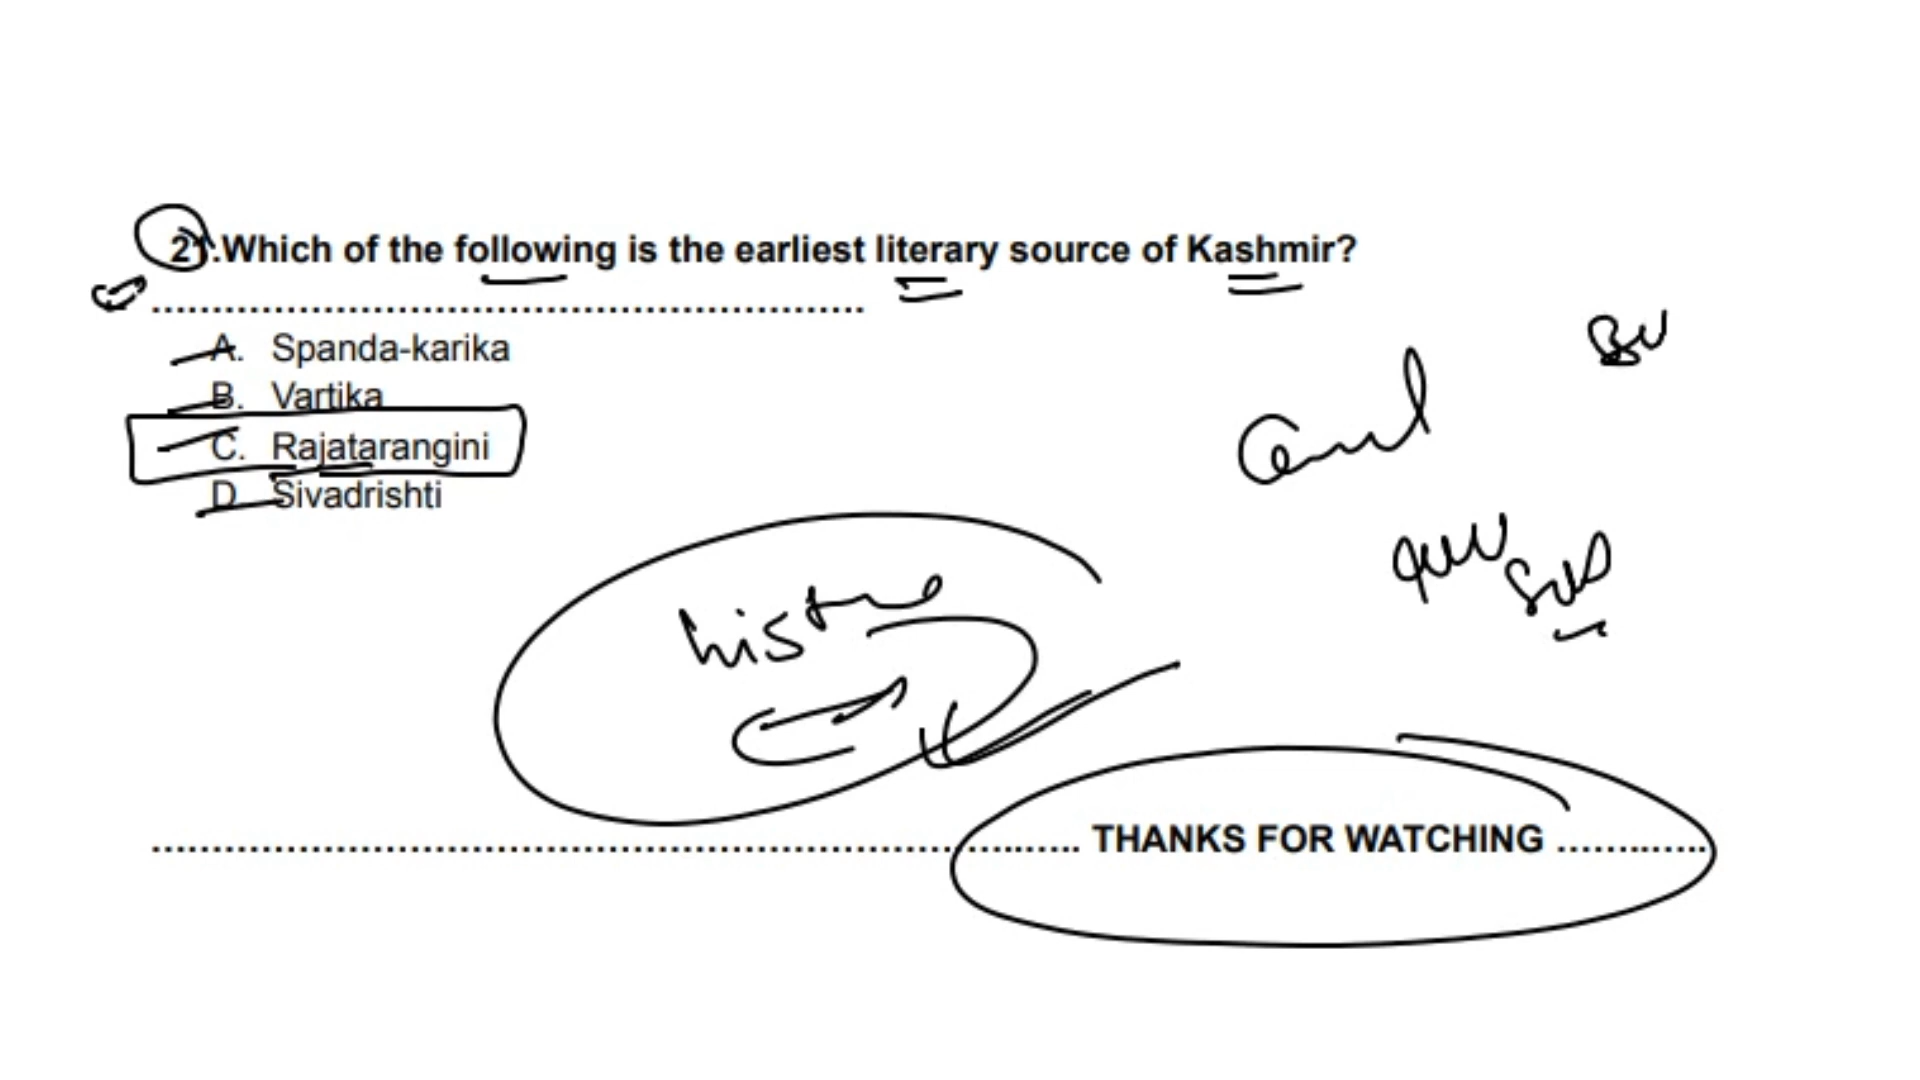 21.Which of the following is the earliest literary source of Kashmir?
......................................................
A. Spanda-karika
B. Vartika
C. Rajatarangini
D. Sivadrishti
............................................................. THANKS FOR WATCHING .............